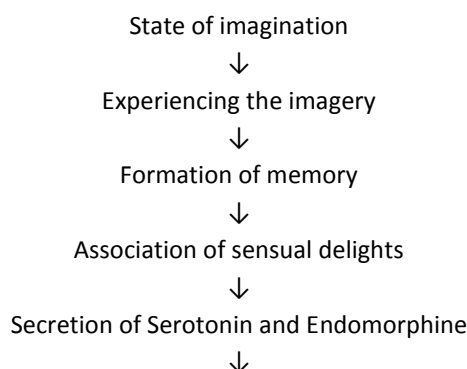 State of imagination
↓
Experiencing the imagery
↓
Formation of memory
↓
Association of sensual delights
↓
Secretion of Serotonin and Endomorphine
↓